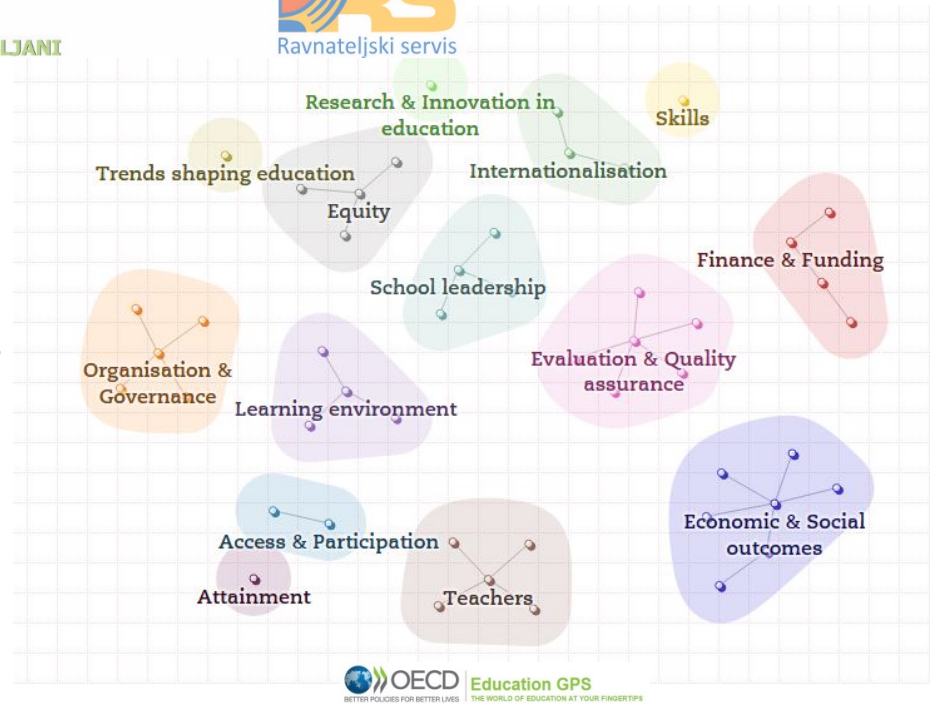 LJANI
RS
Ravnateljski servis
Research & Innovation in
education
Skills
Trends shaping education
Internationalisation
Equity
Finance & Funding
School leadership
Evaluation & Quality
assurance
Organisation &
Governance
Learning environment
Economic & Social
outcomes
Access & Participation
Attainment
Teachers
OECD
BETTER POLICIES FOR BETTER LIVES
Education GPS
THE WORLD OF EDUCATION AT YOUR FINGERTIPS